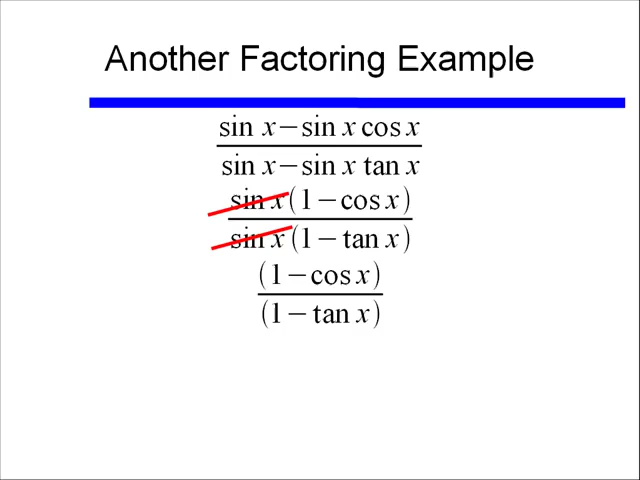 Another Factoring Example
sin x−sin x cos x
sin x−sin x tan x
sin x(1−cos x)
sin x(1−tan x)
(1−cos x)
(1−tan x)